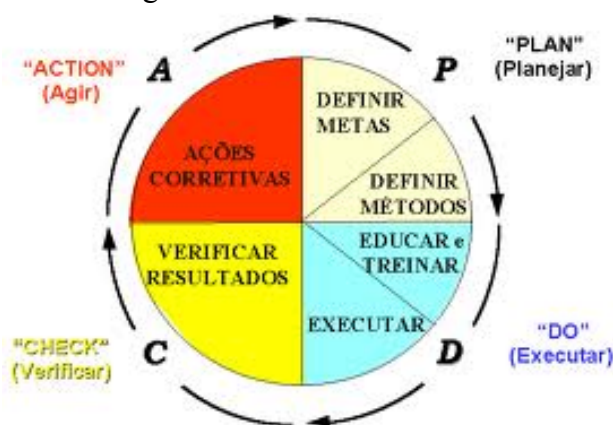 "ACTION"
(Agir)
A
P
"PLAN"
(Planejar)
DEFINIR
METAS
AÇÕES
CORRETIVAS
DEFINIR
MÉTODOS
VERIFICAR
RESULTADOS
EDUCAR e
TREINAR
EXECUTAR
"CHECK"
(Verificar)
C
D
"DO"
(Executar)